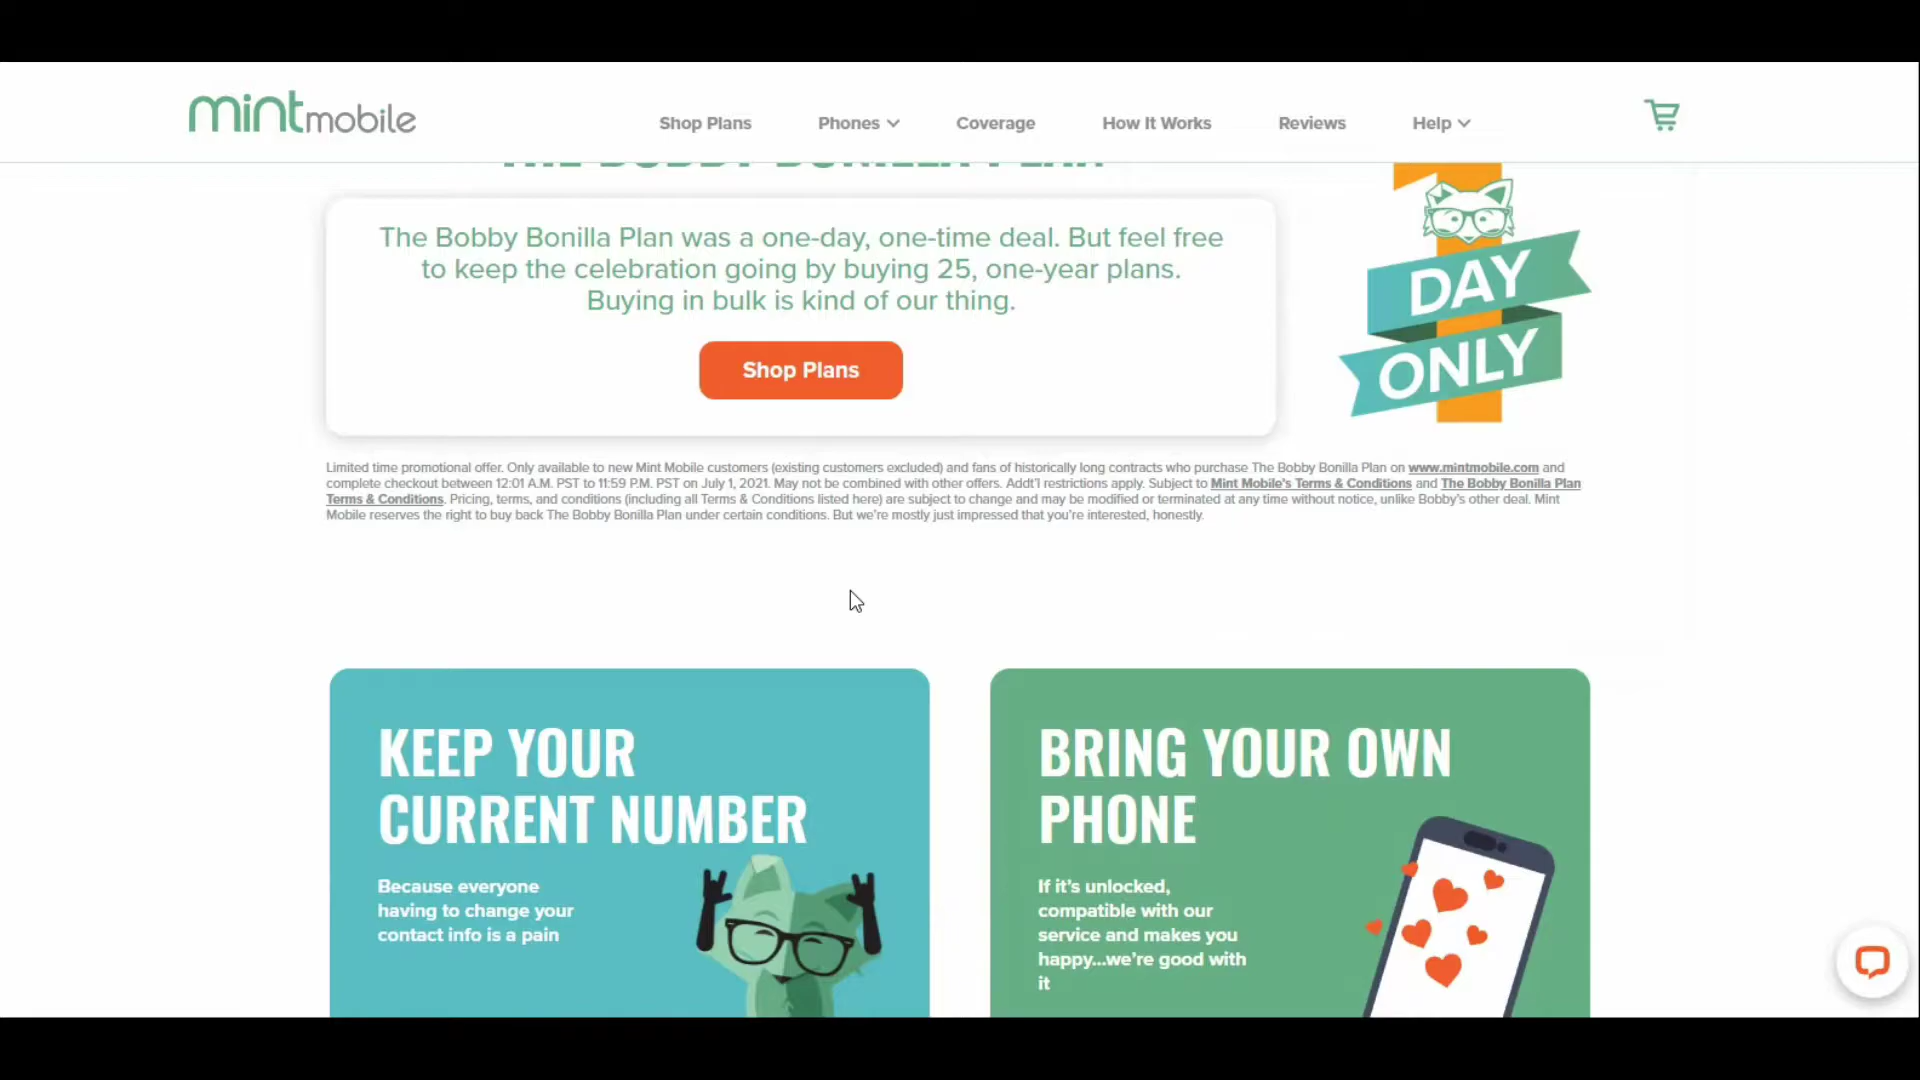 mintmobile
Shop Plans
Phones
Coverage
How It Works
Reviews
Help
THE BOBBY BONILLA PLAN
The Bobby Bonilla Plan was a one-day, one-time deal. But feel free
to keep the celebration going by buying 25, one-year plans.
Buying in bulk is kind of our thing.
Shop Plans
1
DAY
ONLY
Limited time promotional offer. Only available to new Mint Mobile customers (existing customers excluded) and fans of historically long contracts who purchase The Bobby Bonilla Plan on www.mintmobile.com and
complete checkout between 12:01 A.M. PST to 11:59 P.M. PST on July 1, 2021. May not be combined with other offers. Addt'l restrictions apply. Subject to Mint Mobile's Terms & Conditions and The Bobby Bonilla Plan
Terms & Conditions. Pricing, terms, and conditions (including all Terms & Conditions listed here) are subject to change and may be modified or terminated at any time without notice, unlike Bobby's other deal. Mint
Mobile reserves the right to buy back The Bobby Bonilla Plan under certain conditions. But we're mostly just impressed that you're interested, honestly.
KEEP YOUR
CURRENT NUMBER
Because everyone
having to change your
contact info is a pain
BRING YOUR OWN
PHONE
If it's unlocked,
compatible with our
service and makes you
happy...we're good with
it